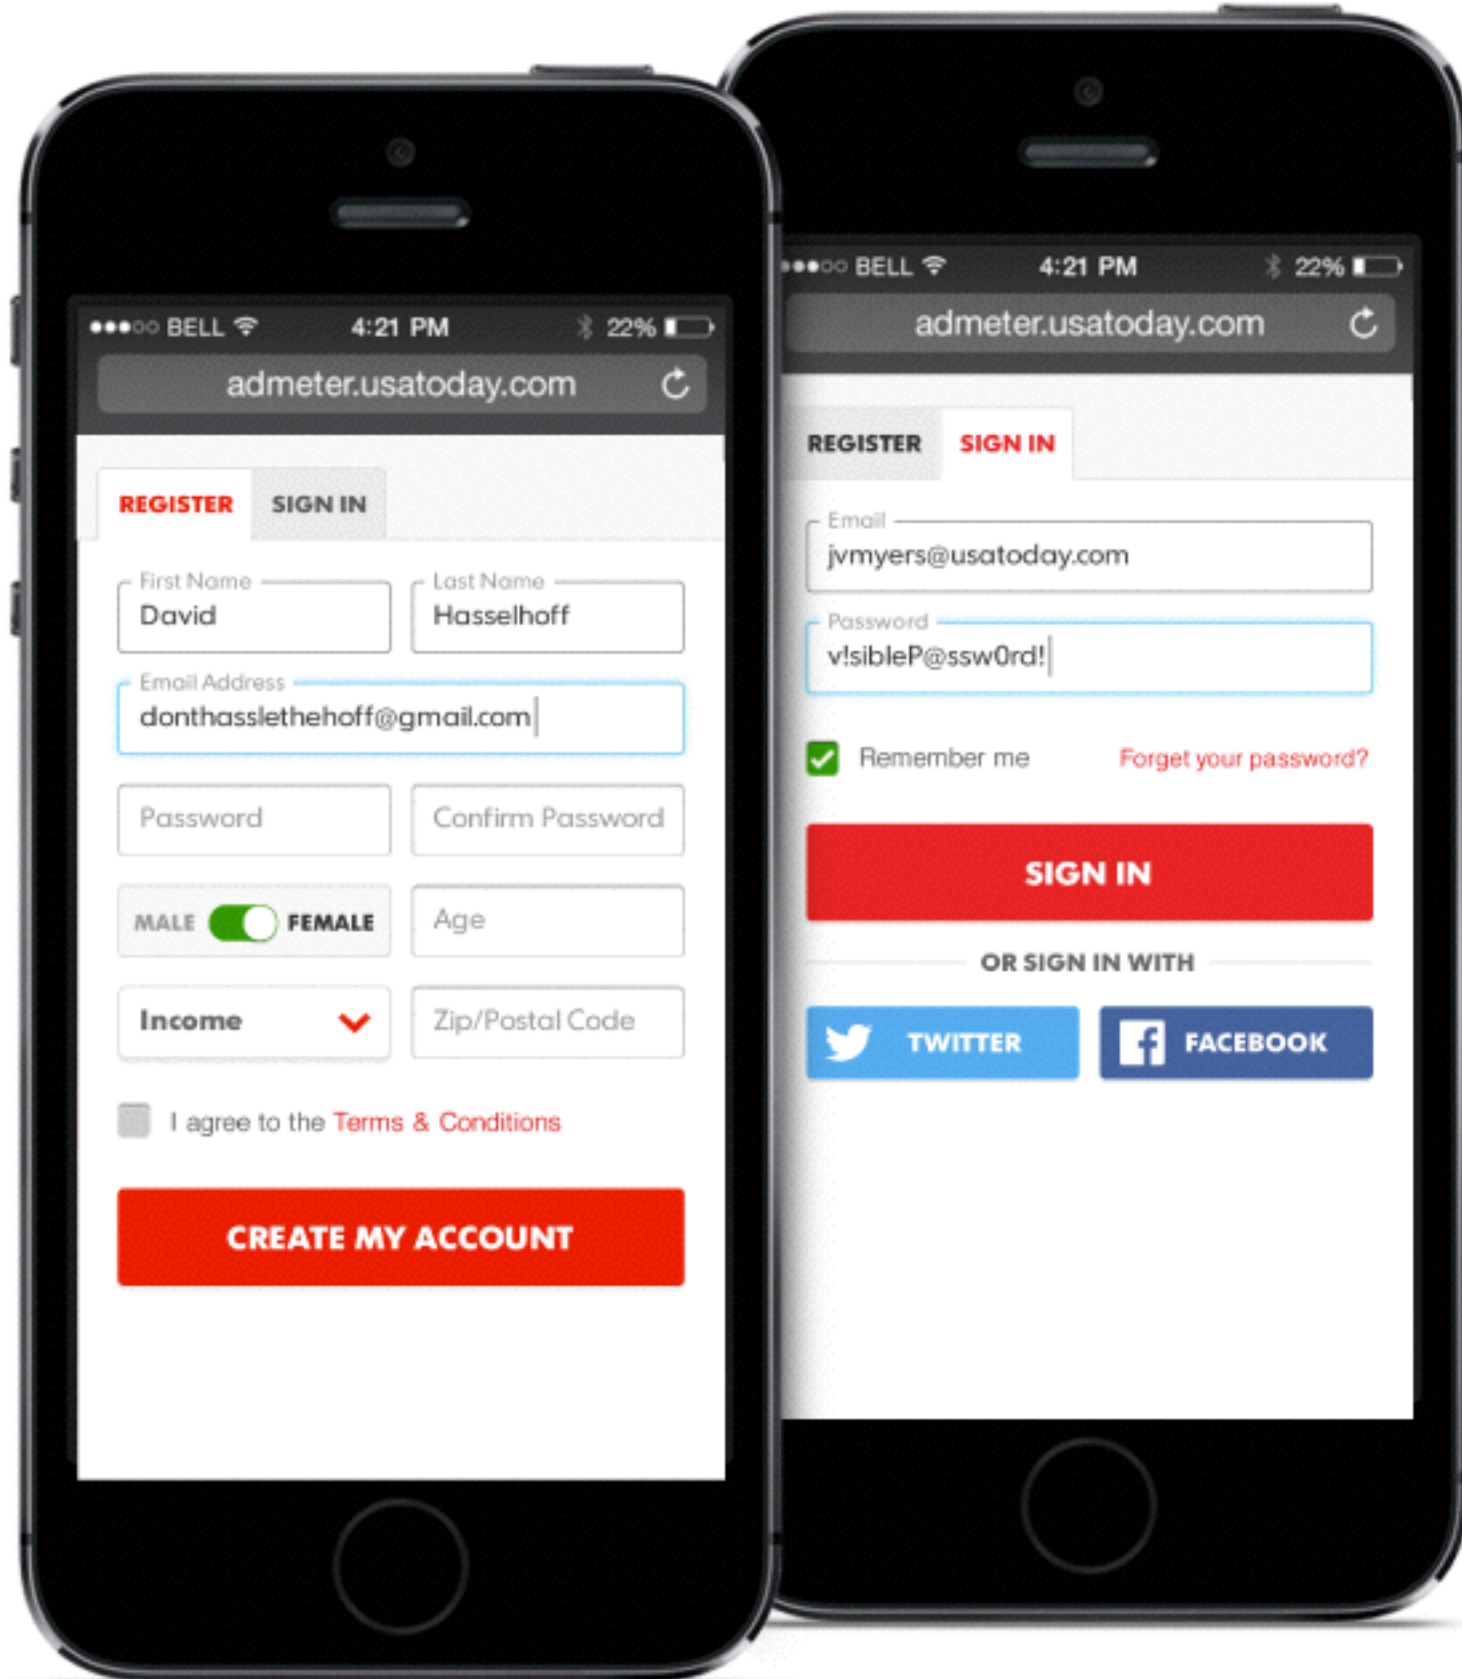 BELL 4:21 PM 22%
admeter.usatoday.com
REGISTER SIGN IN
First Name Last Name
David Hasselhoff
Email Address
donthasslethehoff@gmail.com
Password Confirm Password
MALE FEMALE Age
Income Zip/Postal Code
I agree to the Terms & Conditions
CREATE MY ACCOUNT
BELL 4:21 PM 22%
admeter.usatoday.com
REGISTER SIGN IN
Email
jvmyers@usatoday.com
Password
v!sibleP@ssw0rd!
Remember me Forget your password?
SIGN IN
OR SIGN IN WITH
TWITTER FACEBOOK